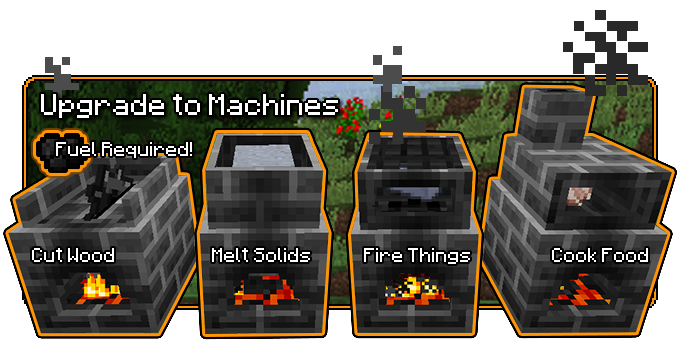 Upgrade to Machines
Fuel Required!
Cut Wood
Melt Solids
Fire Things
Cook Food